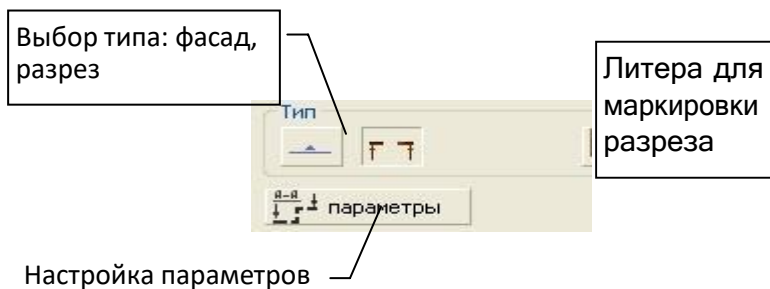 Выбор типа: фасад,
разрез
Литера для
маркировки
разреза
Тип
Я-Я
параметры
Настройка параметров